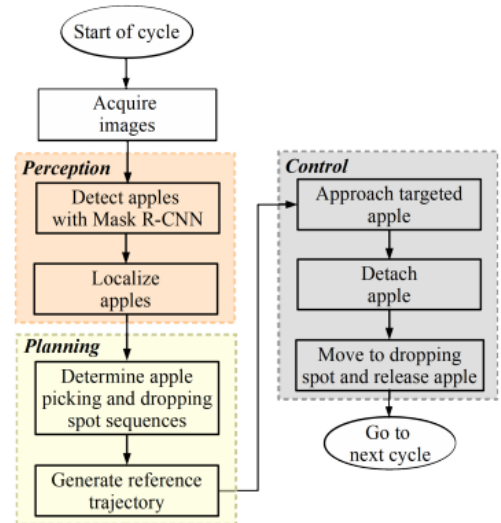 Start of cycle
Acquire
images
Perception
Detect apples
with Mask R-CNN
Localize
apples
Planning
Determine apple
picking and dropping
spot sequences
Generate reference
trajectory
Control
Approach targeted
apple
Detach
apple
Move to dropping
spot and release apple
Go to
next cycle